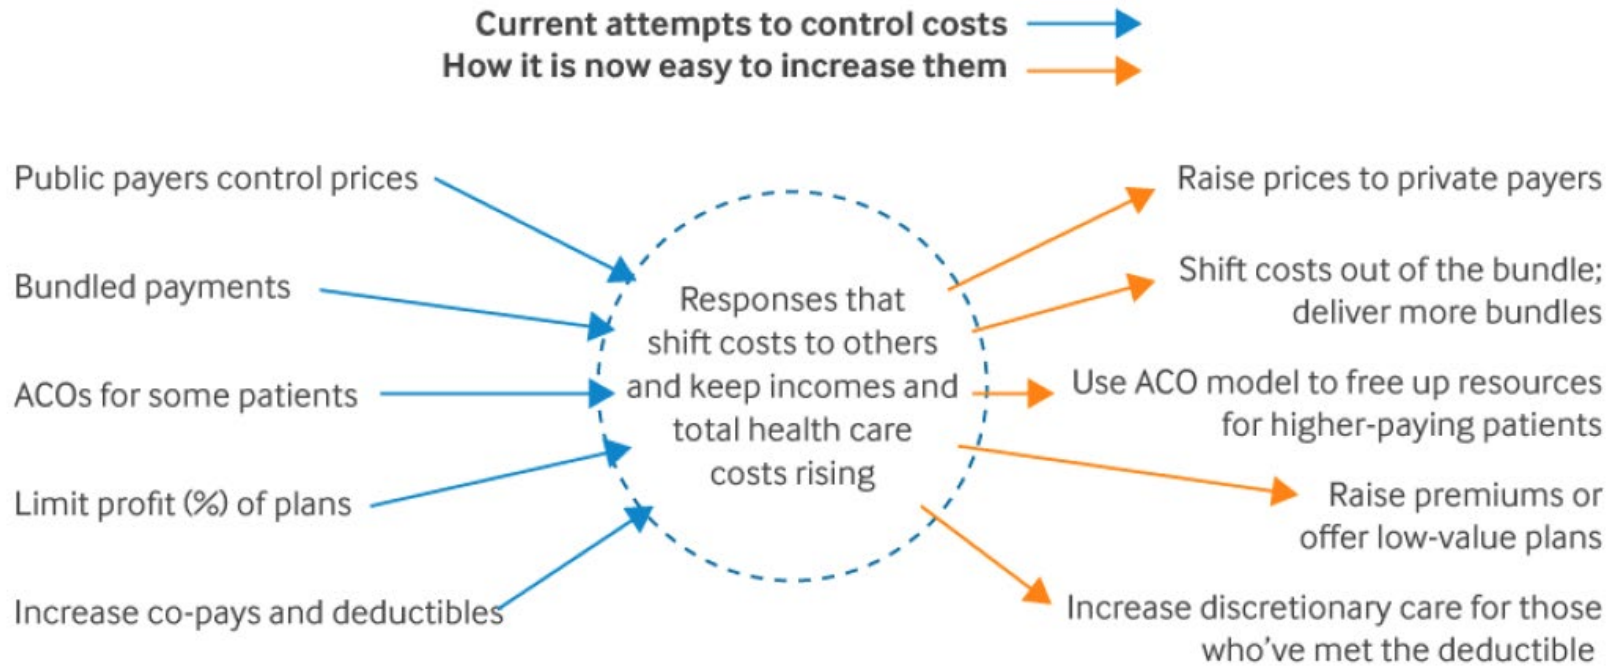 Current attempts to control costs
How it is now easy to increase them
Public payers control prices
Bundled payments
ACOs for some patients
Limit profit (%) of plans
Increase co-pays and deductibles
Responses that
shift costs to others
and keep incomes and
total health care
costs rising
Raise prices to private payers
Shift costs out of the bundle;
deliver more bundles
Use ACO model to free up resources
for higher-paying patients
Raise premiums or
offer low-value plans
Increase discretionary care for those
who’ve met the deductible